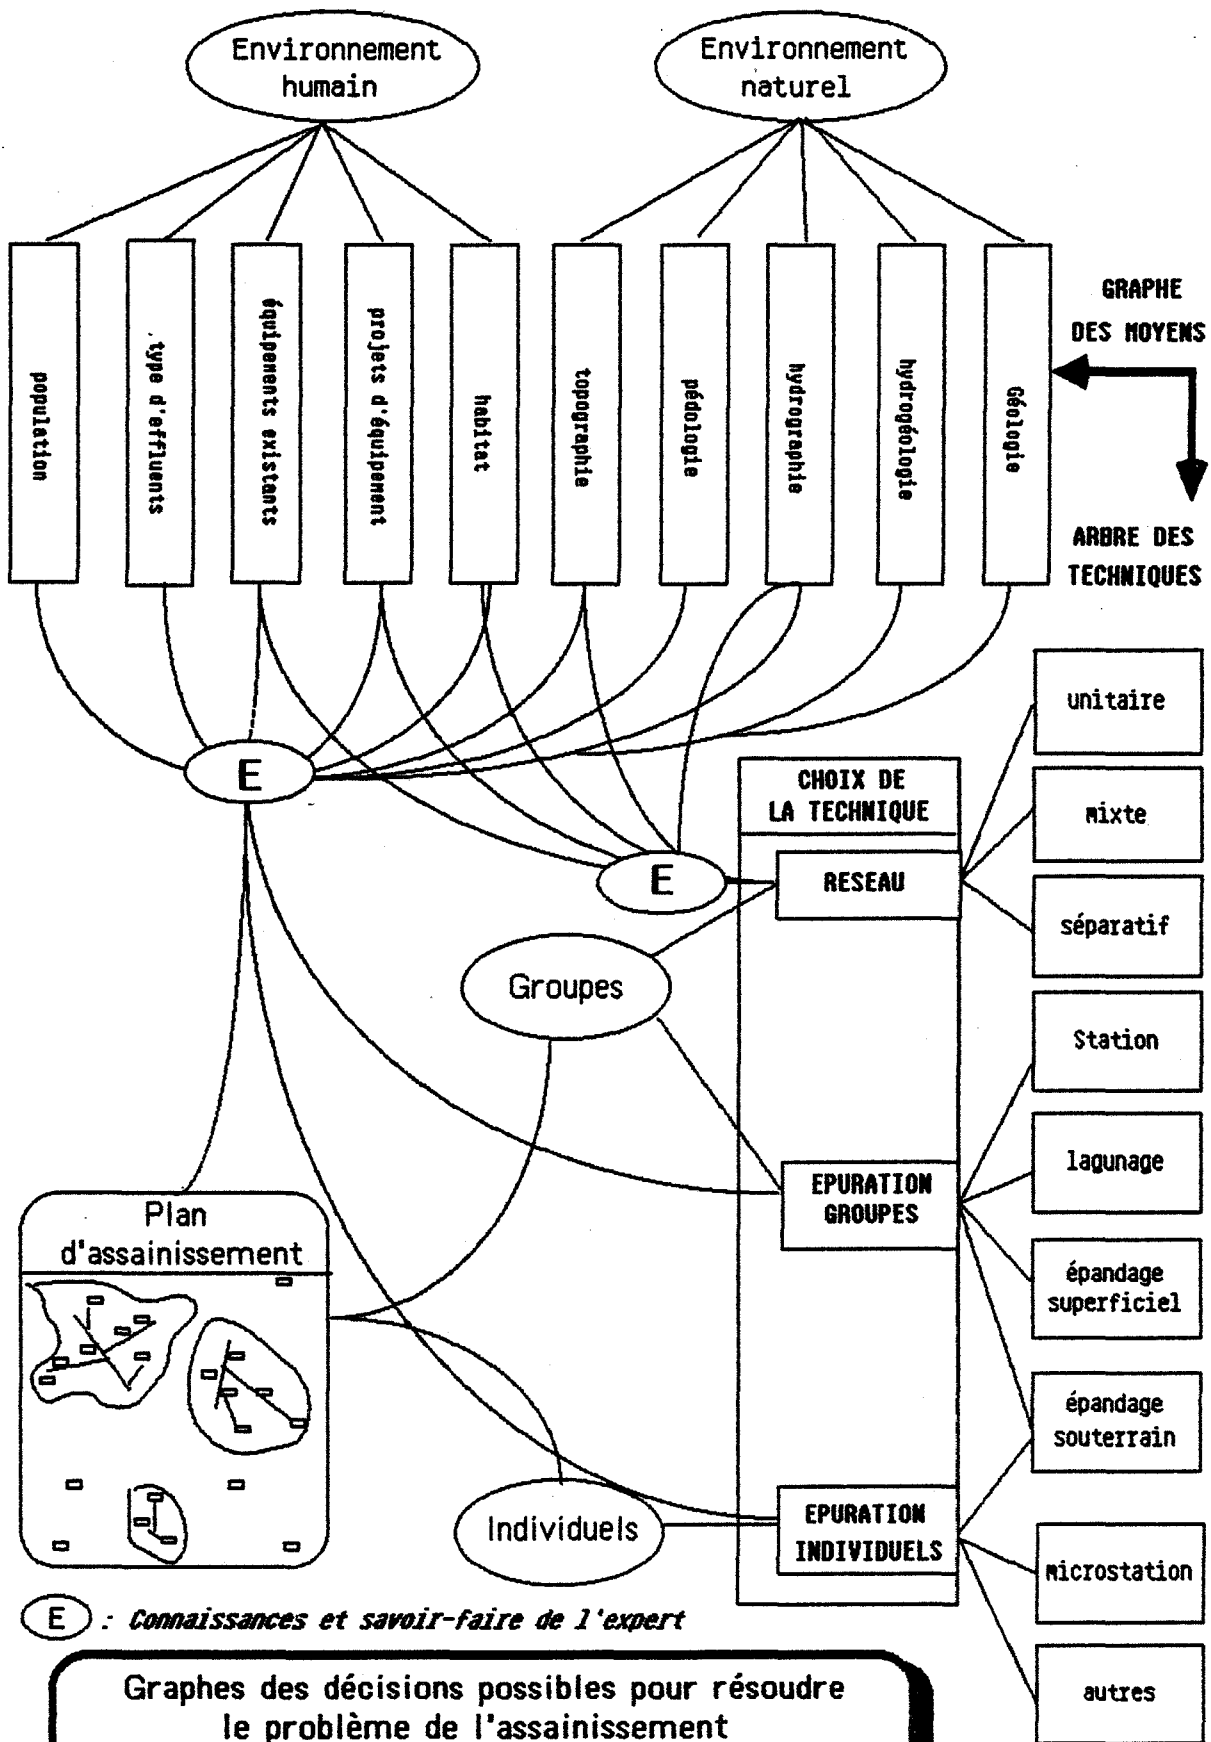 Environnement
humain
Environnement
naturel
population
type d'effluents
équipements existants
projets d'équipement
habitat
topographie
pédologie
hydrographie
hydrogéologie
Géologie
GRAPHE
DES MOYENS
ARBRE DES
TECHNIQUES
E
E
CHOIX DE
LA TECHNIQUE
RESEAU
unitaire
mixte
séparatif
Groupes
Station
lagunage
EPURATION
GROUPES
épandage
superficiel
épandage
souterrain
Plan
d'assainissement
Individuels
EPURATION
INDIVIDUELS
microstation
autres
E : Connaissances et savoir-faire de l'expert
Graphes des décisions possibles pour résoudre
le problème de l'assainissement